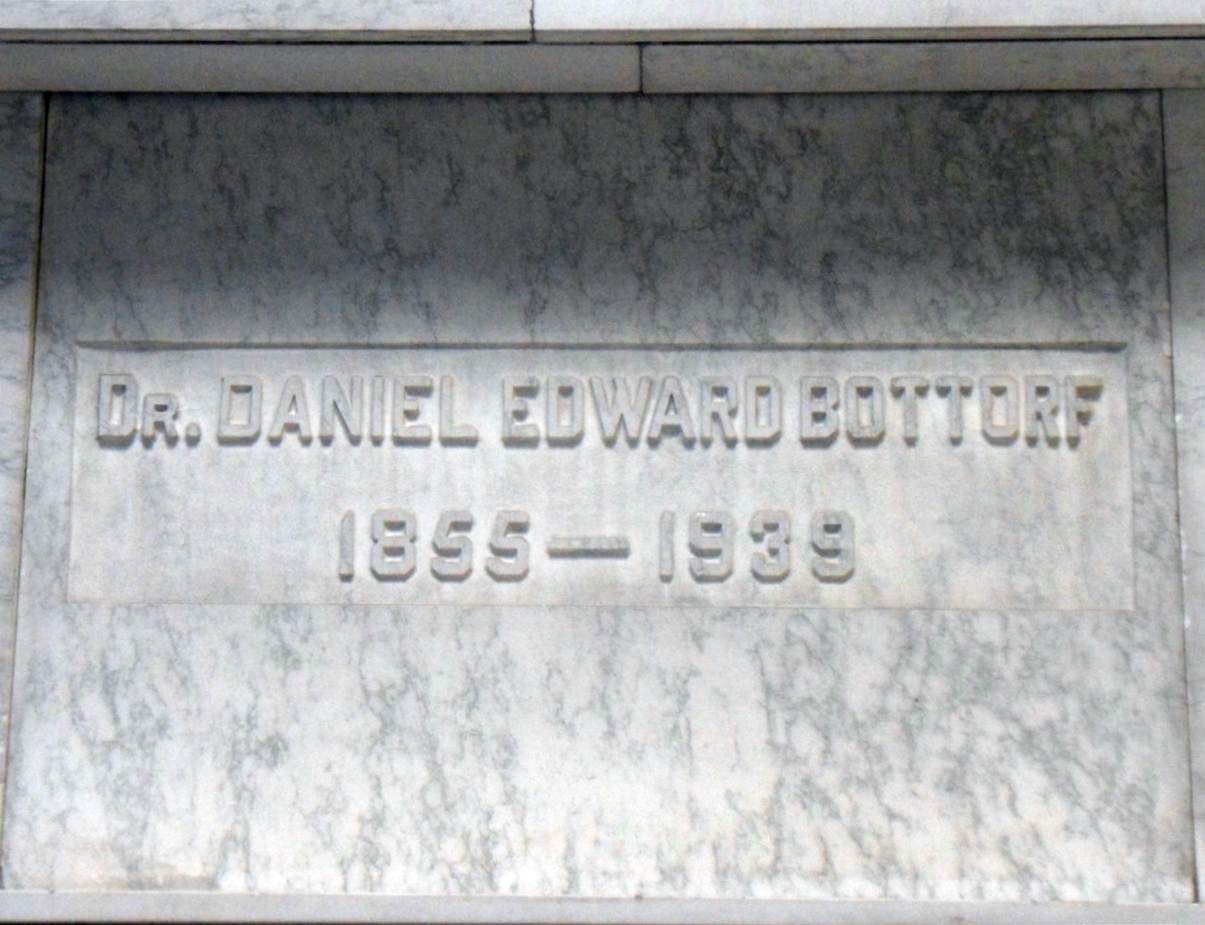 Dr. DANIEL EDWARD BOTTORF
1855—1939